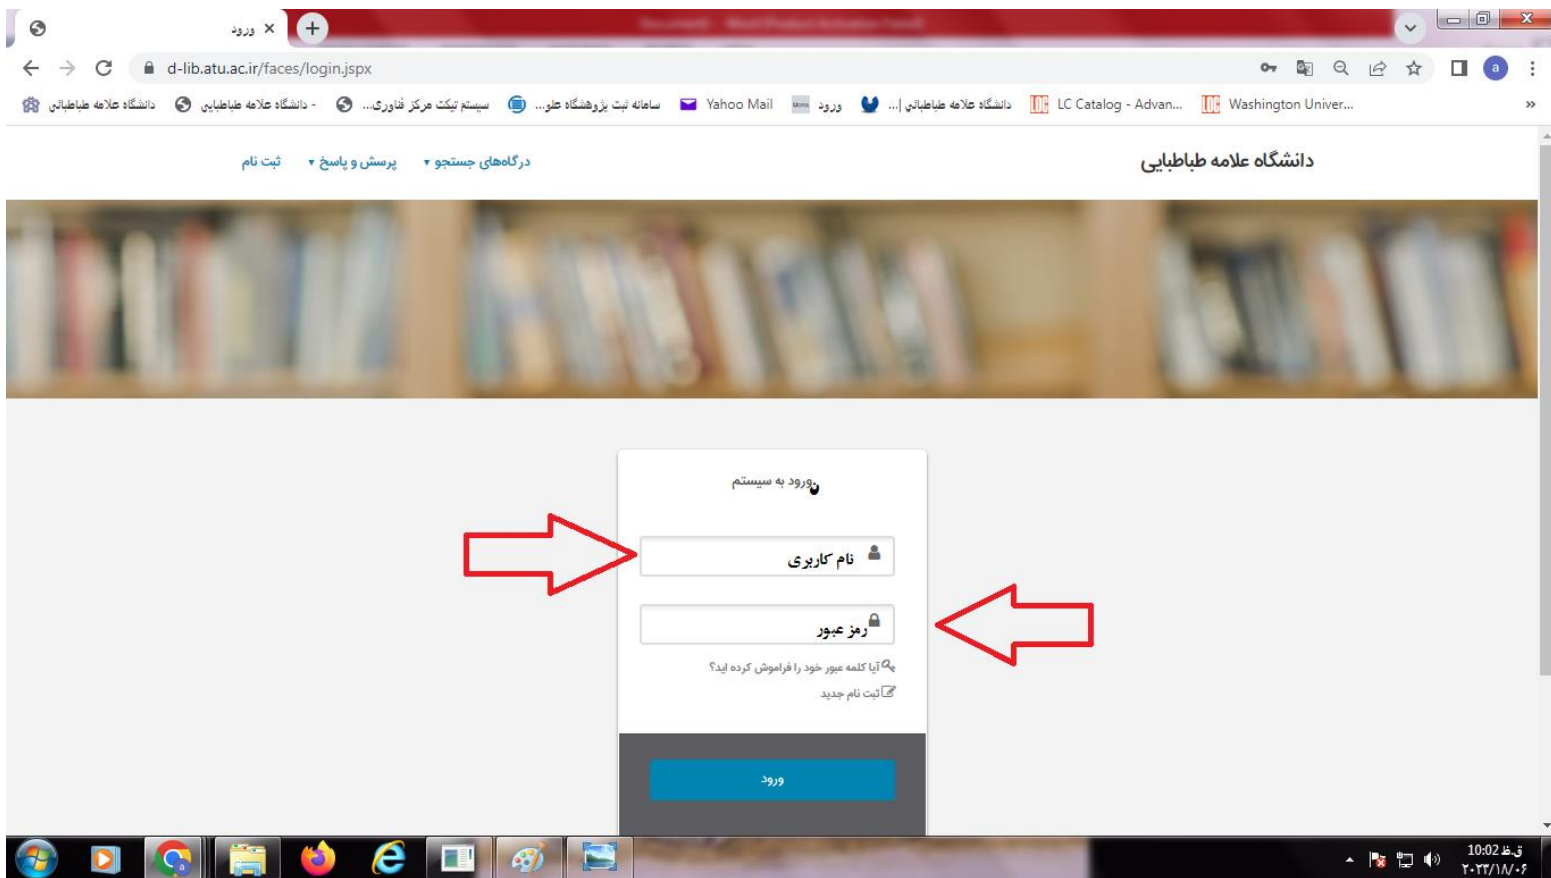 ورود
d-lib.atu.ac.ir/faces/login.jspx
a
دانشگاه علامه طباطبائی
دانشگاه علامه طباطبایی -
سیستم تیکت مرکز فناوری...
سامانه ثبت پژوهشگاه علو...
Yahoo Mail
ورود
دانشگاه علامه طباطبائی |...
LC Catalog - Advan...
Washington Univer...
»
دانشگاه علامه طباطبایی
درگاه‌های جستجو
پرسش و پاسخ
ثبت نام
ورود به سیستم
نام کاربری
رمز عبور
آیا کلمه عبور خود را فراموش کرده اید؟
ثبت نام جدید
ورود
10:02 ق.ظ
۲۰۲۳/۱۸/۰۶